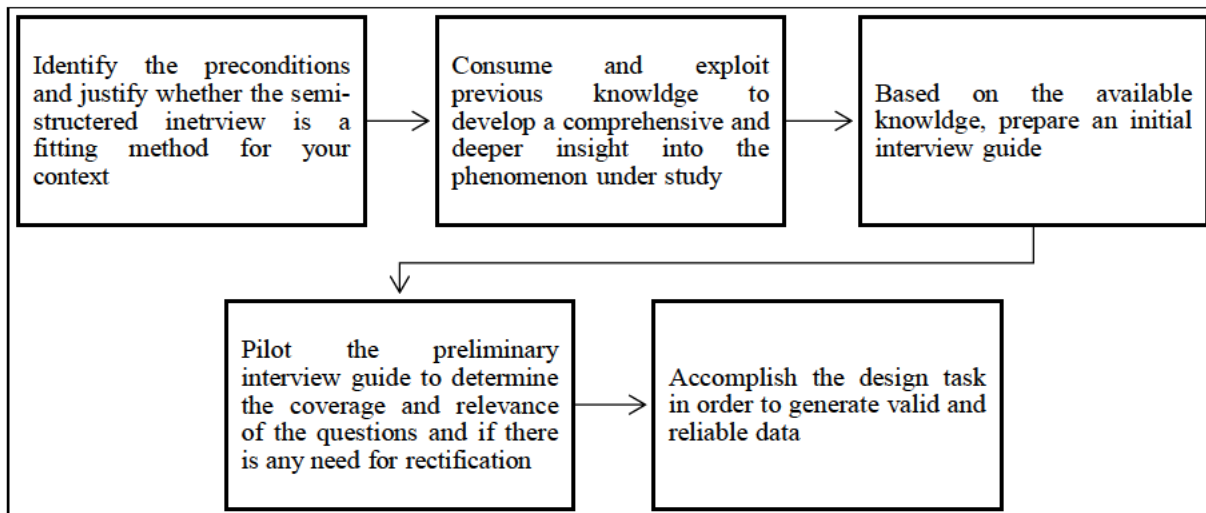 Identify the preconditions
and justify whether the semi-
structered inetrview is a
fitting method for your
context
Consume and exploit
previous knowldge to
develop a comprehensive and
deeper insight into the
phenomenon under study
Based on the available
knowldge, prepare an initial
interview guide
Pilot the preliminary
interview guide to determine
the coverage and relevance
of the questions and if there
is any need for rectification
Accomplish the design task
in order to generate valid and
reliable data